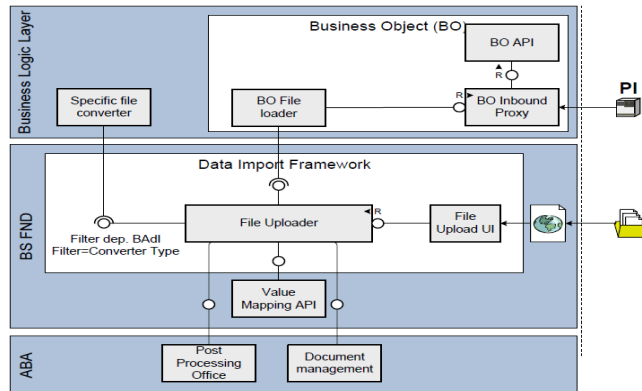 Business Logic Layer
Business Object (BO)
BO API
R
Specific file
converter
BO File
loader
R
BO Inbound
Proxy
PI
BS FND
Data Import Framework
File Uploader
R
File
Upload UI
Filter dep. BAdI
Filter=Converter Type
Value
Mapping API
ABA
Post
Processing
Office
Document
management